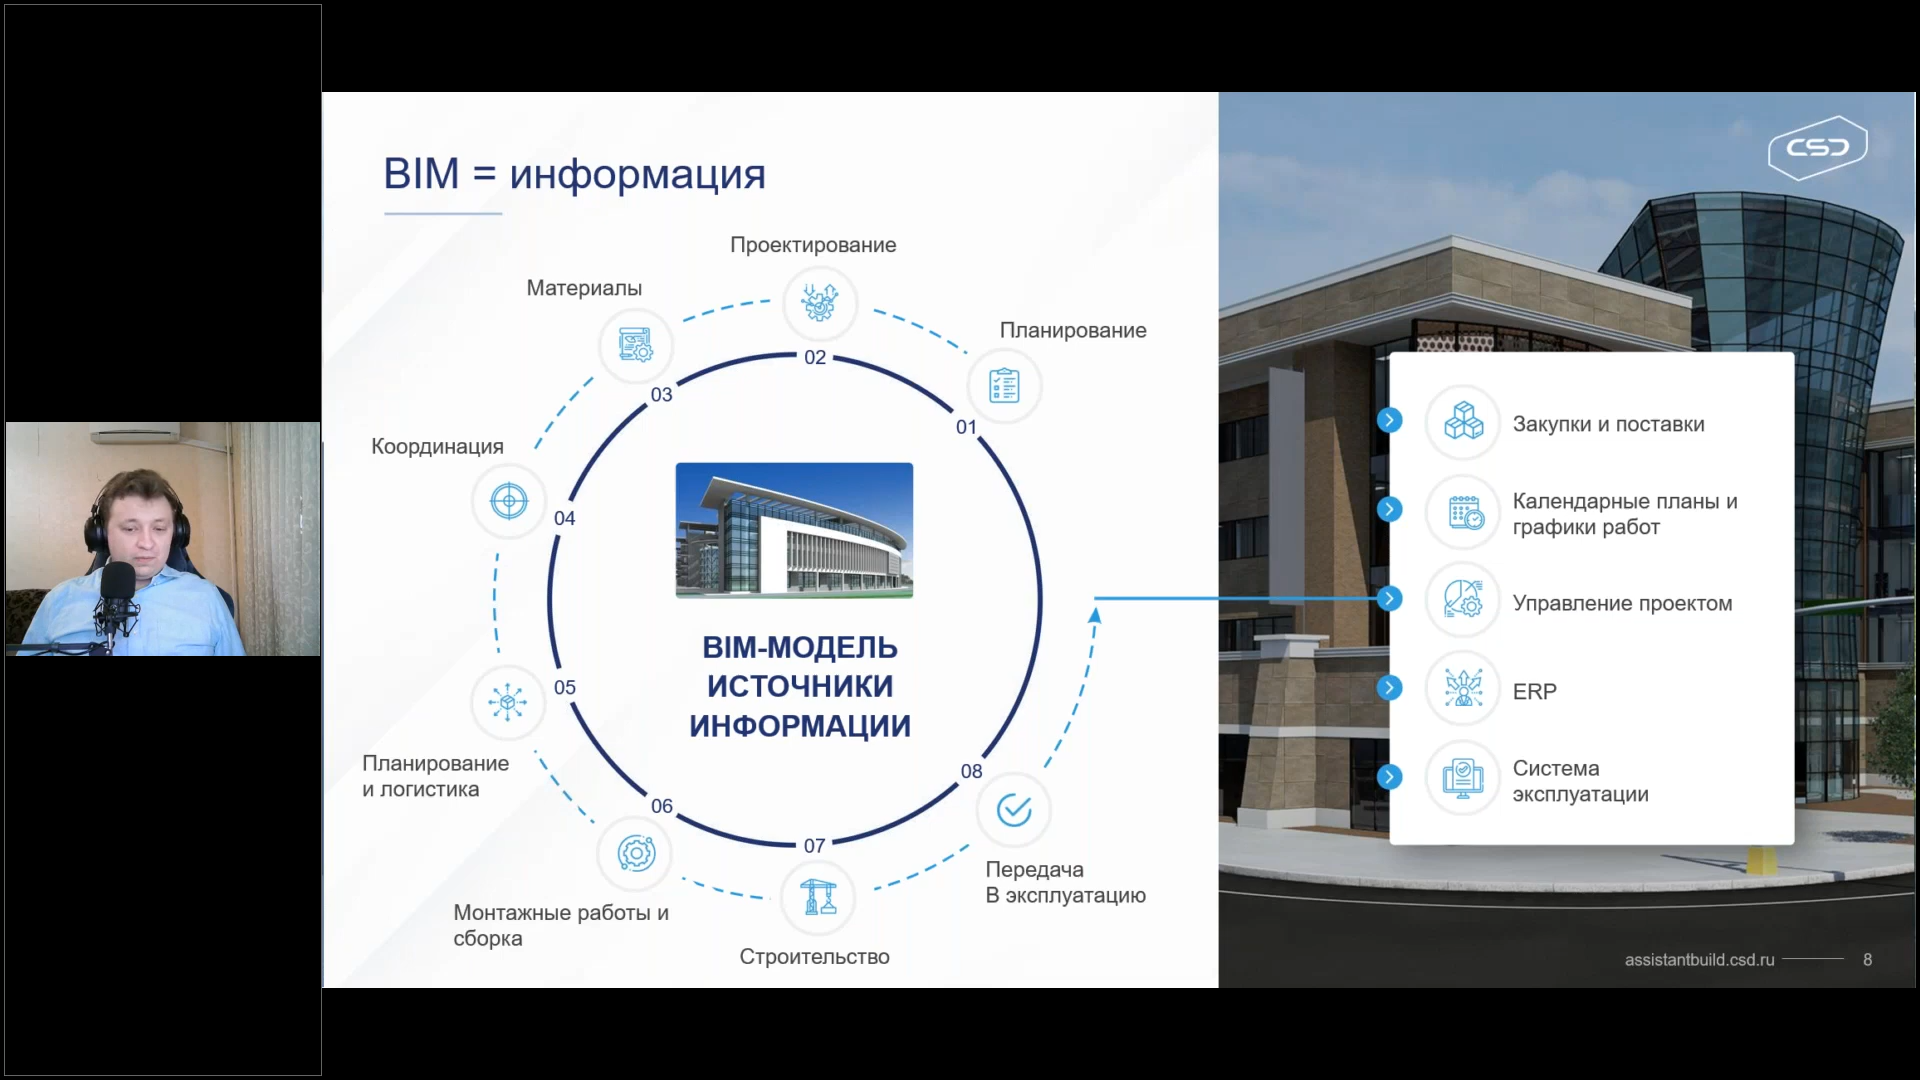 BIM = информация
CSD
Проектирование
Материалы
Планирование
02
03
01
Координация
04
BIM-МОДЕЛЬ
ИСТОЧНИКИ
ИНФОРМАЦИИ
05
Планирование
и логистика
06
07
08
Передача
В эксплуатацию
Монтажные работы и
сборка
Строительство
Закупки и поставки
Календарные планы и
графики работ
Управление проектом
ERP
Система
эксплуатации
assistantbuild.csd.ru 8